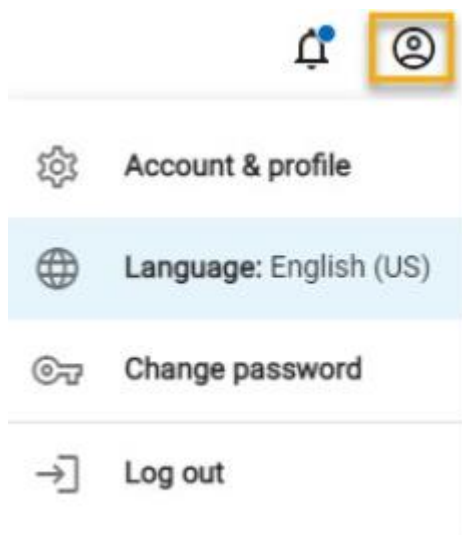 Account & profile
Language: English (US)
Change password
Log out